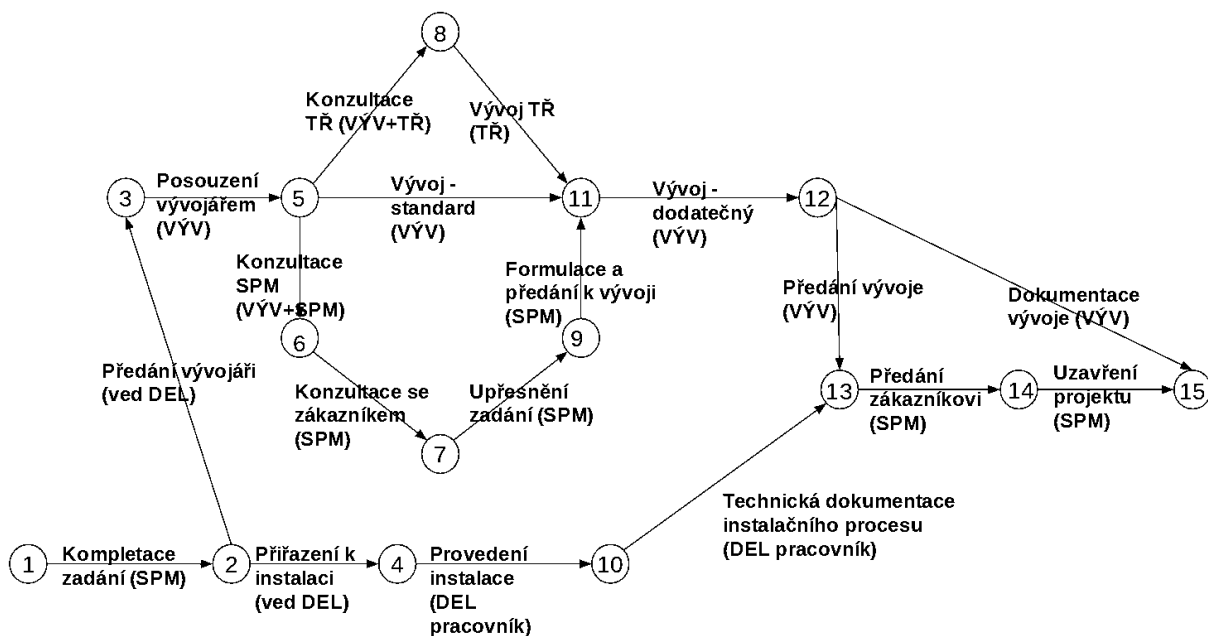 8
Konzultace
TŘ (VÝV+TŘ)
Vývoj TŘ
(TŘ)
3
Posouzení
vývojářem
(VÝV)
5
Vývoj -
standard
(VÝV)
11
Vývoj -
dodatečný
(VÝV)
12
Konzultace
SPM
(VÝV+SPM)
6
Formulace a
předání k vývoji
(SPM)
9
Předání vývoje
(VÝV)
Dokumentace
vývoje (VÝV)
Předání vývojáři
(ved DEL)
Konzultace se
zákazníkem
(SPM)
7
Upřesnění
zadání (SPM)
13
Předání
zákazníkovi
(SPM)
14
Uzavření
projektu
(SPM)
15
1
Kompletace
zadání (SPM)
2
Přiřazení k
instalaci
(ved DEL)
4
Provedení
instalace
(DEL
pracovník)
10
Technická dokumentace
instalačního procesu
(DEL pracovník)